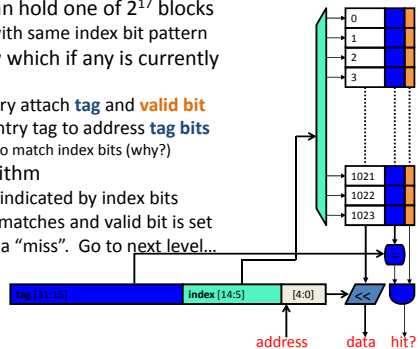 an hold one of 2¹⁷ blocks
with same index bit pattern
which if any is currently
ry attach tag and valid bit
ntry tag to address tag bits
o match index bits (why?)
ithm
indicated by index bits
matches and valid bit is set
a “miss”. Go to next level…
0
1
2
3
1021
1022
1023
=
tag [31:15]
index [14:5]
[4:0]
<<
address
data
hit?